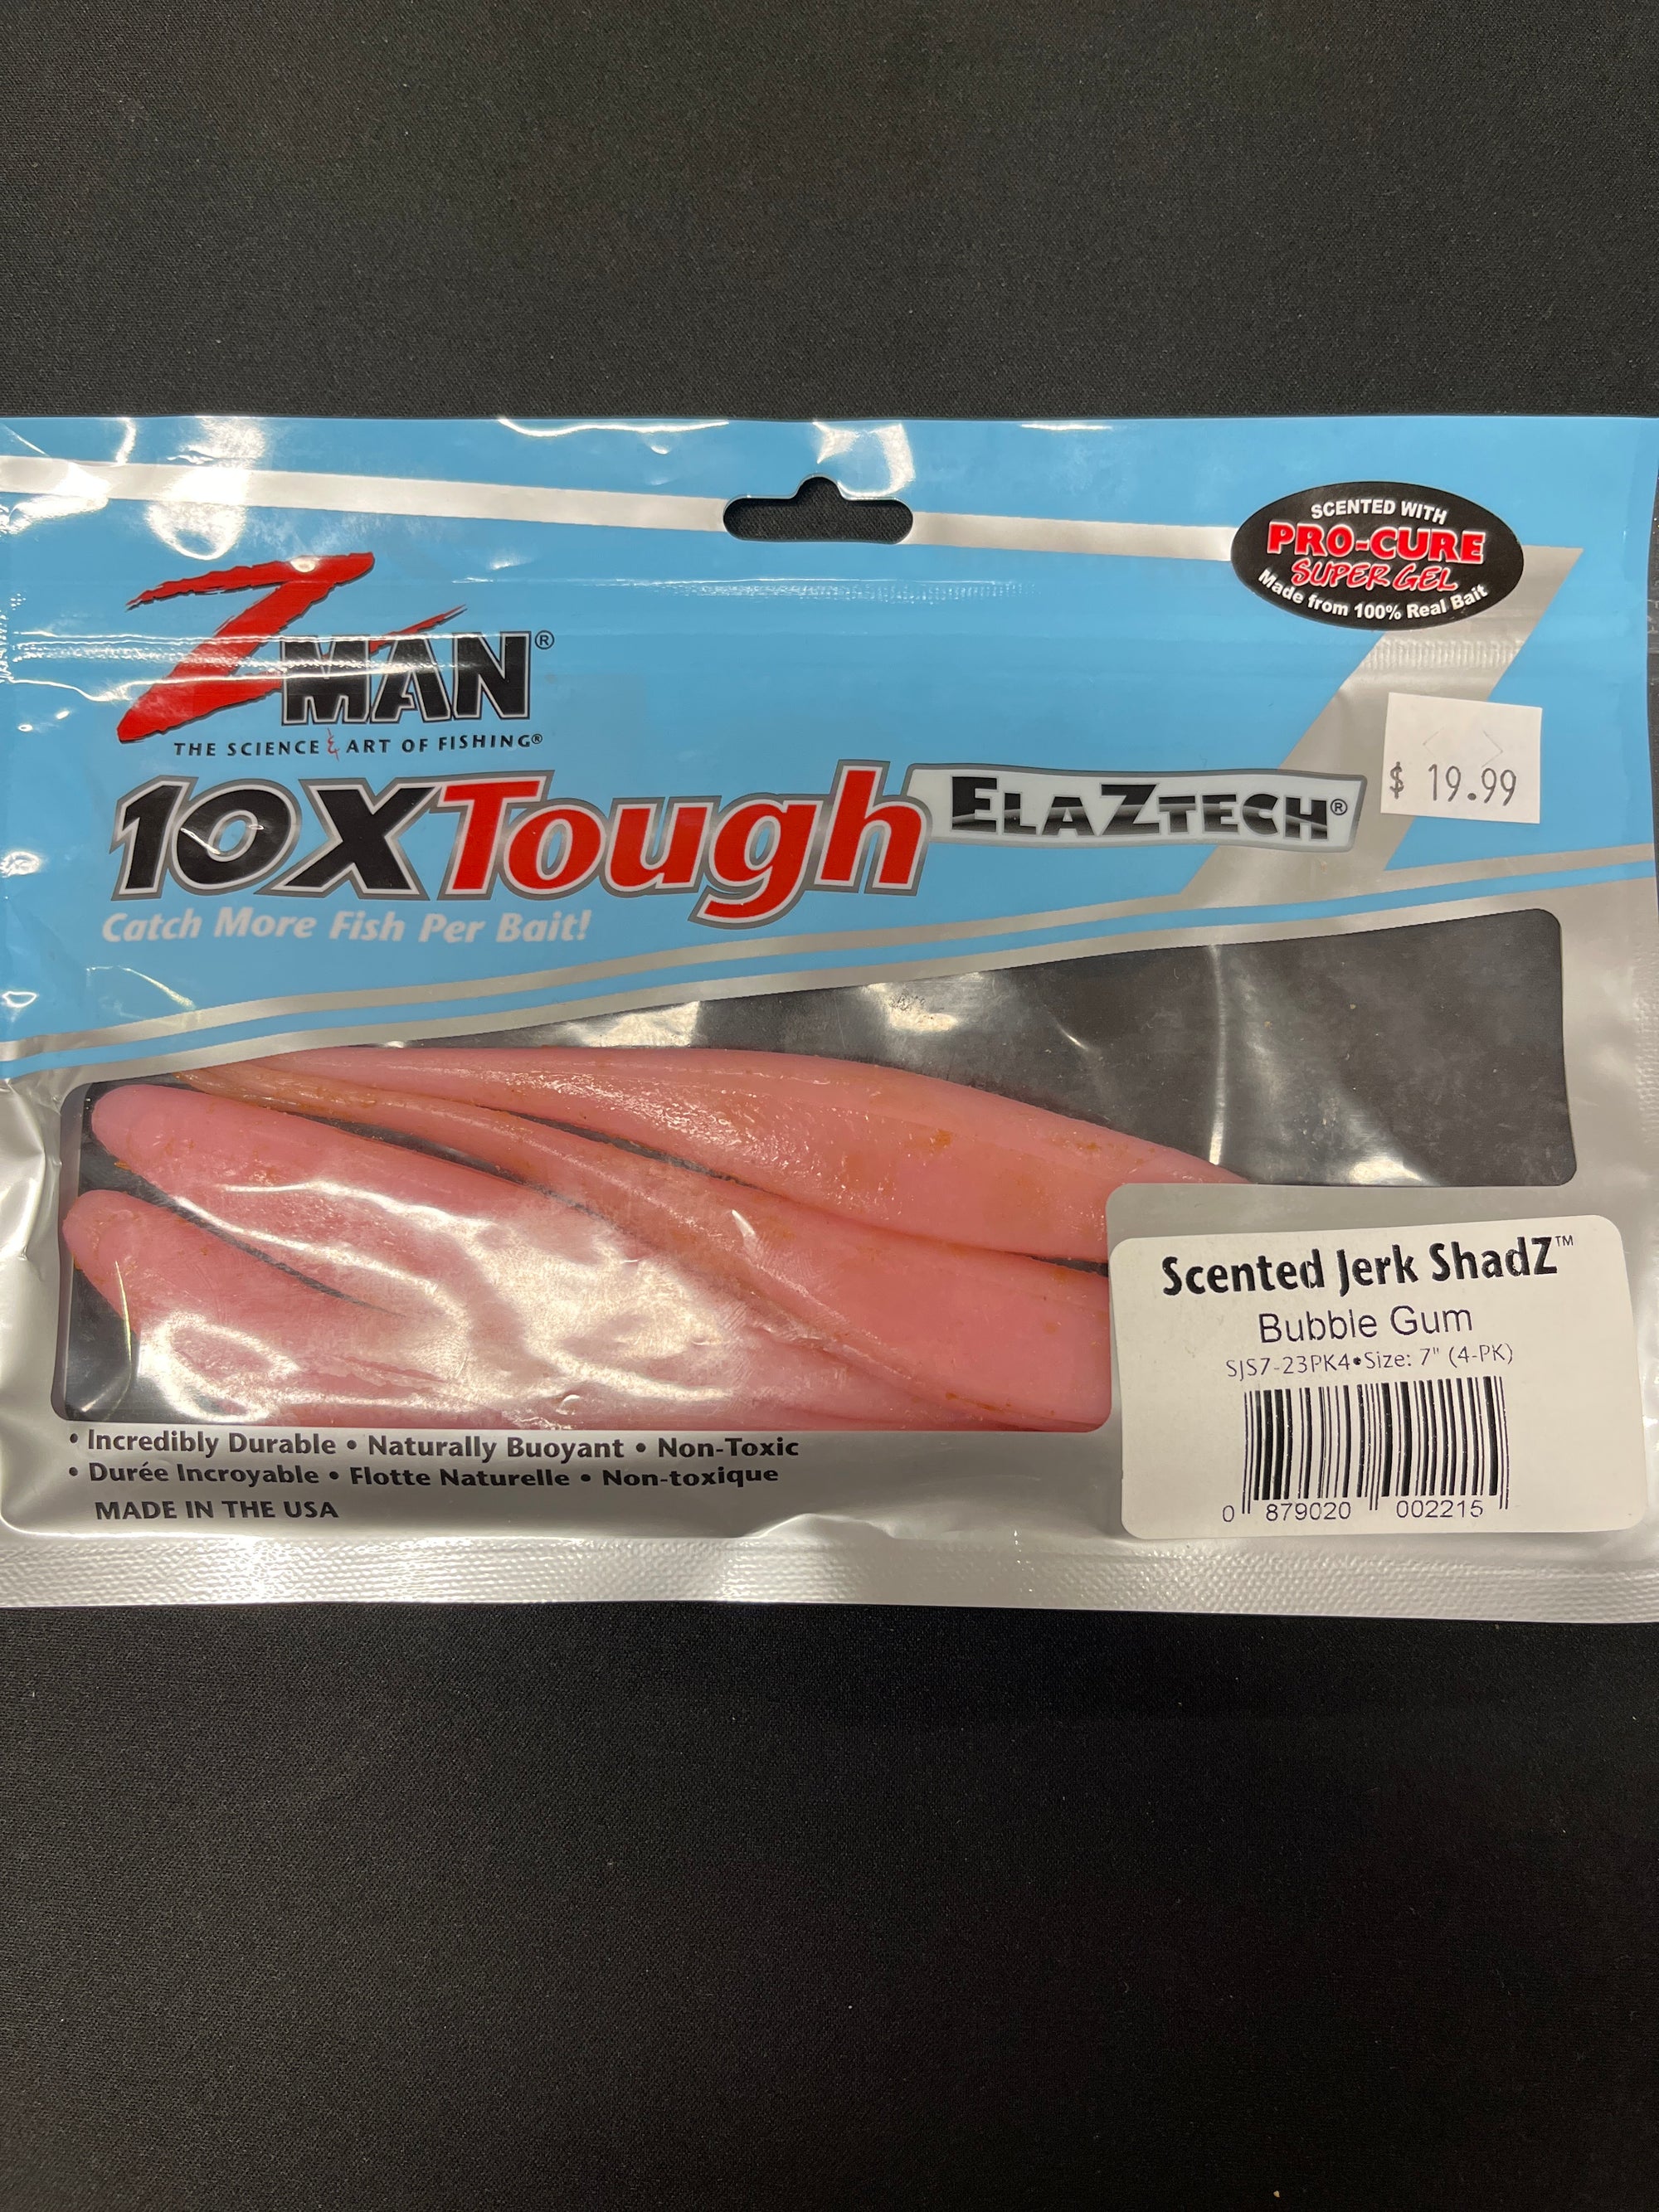 SCENTED WITH
PRO-CURE
SUPER GEL
Made from 100% Real Bait
ZMAN®
THE SCIENCE & ART OF FISHING®
$ 19.99
10X Tough ELAZTECH®
Catch More Fish Per Bait!
Scented Jerk ShadZ™
Bubble Gum
SJS7-23PK4•Size: 7" (4-PK)
0 879020 002215
• Incredibly Durable • Naturally Buoyant • Non-Toxic
• Durée Incroyable • Flotte Naturelle • Non-toxique
MADE IN THE USA